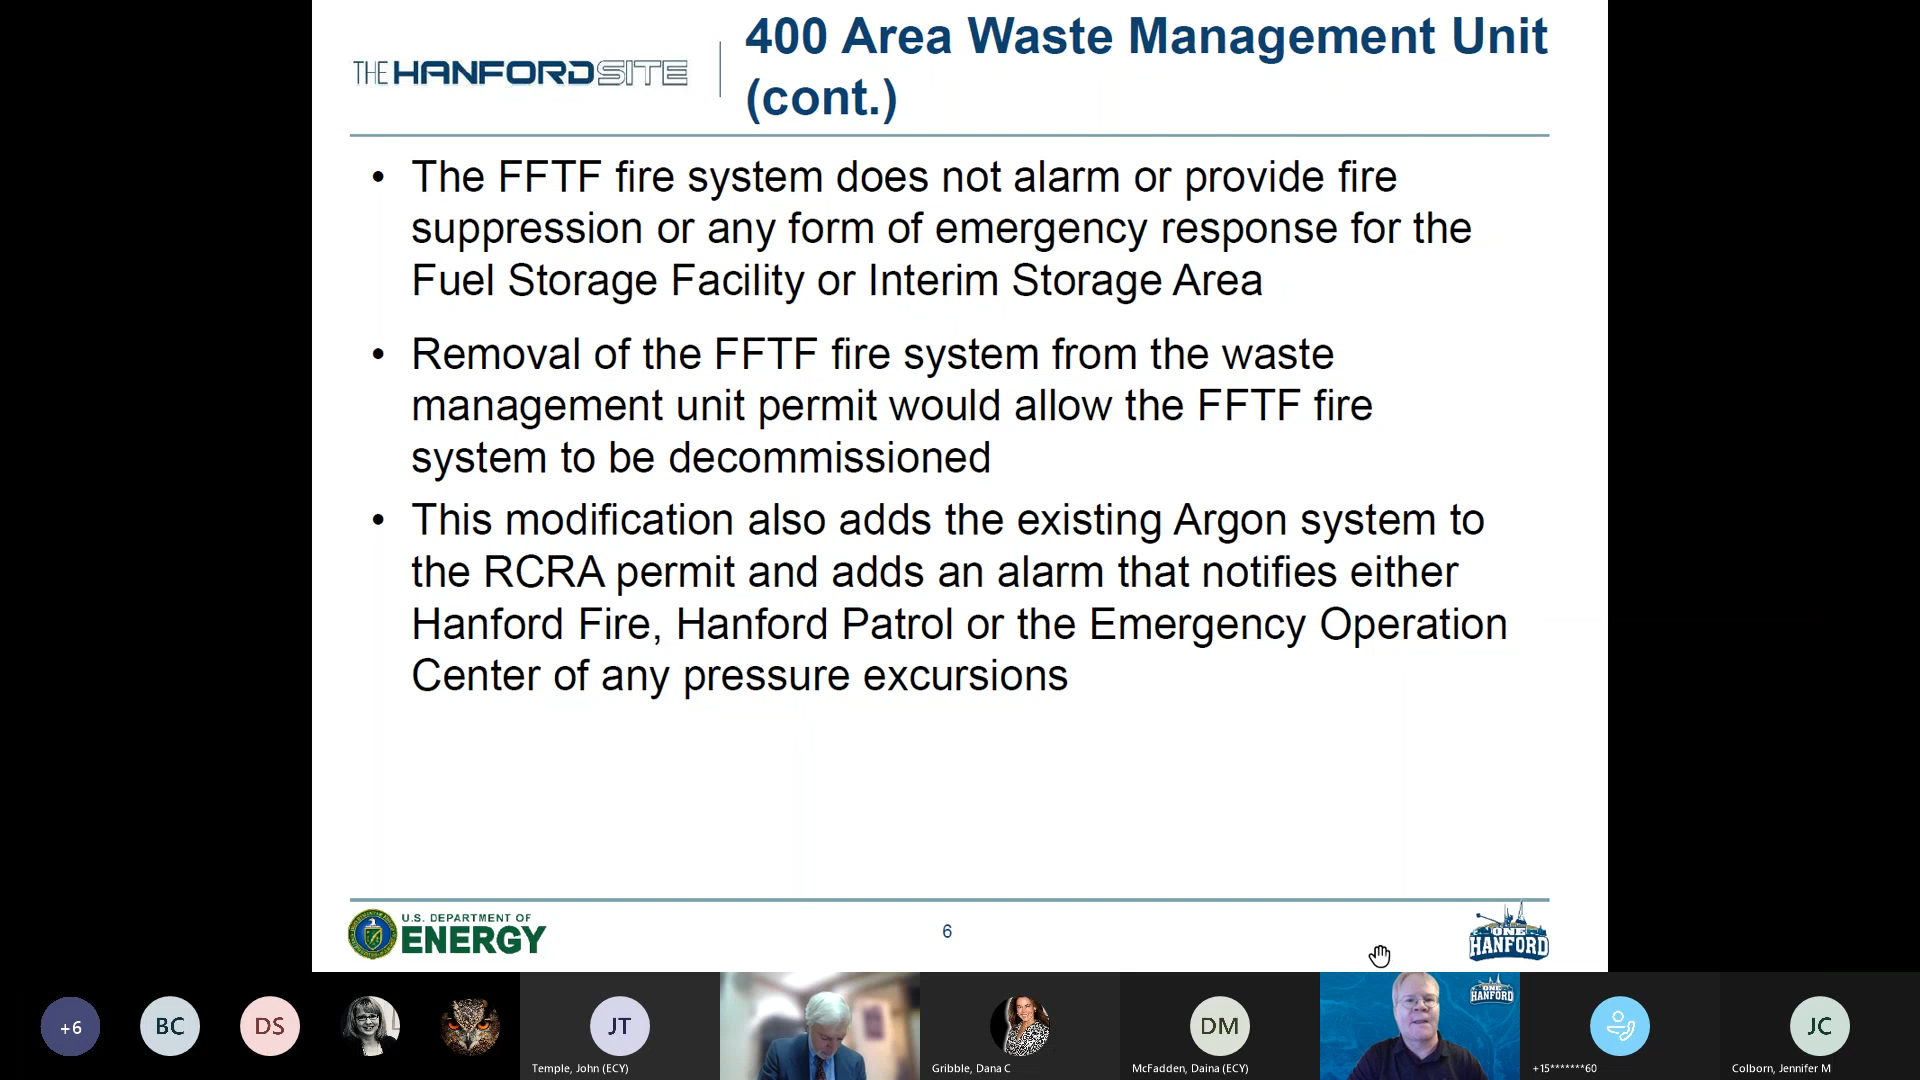 THE HANFORD SITE
400 Area Waste Management Unit
(cont.)
• The FFTF fire system does not alarm or provide fire
suppression or any form of emergency response for the
Fuel Storage Facility or Interim Storage Area
• Removal of the FFTF fire system from the waste
management unit permit would allow the FFTF fire
system to be decommissioned
• This modification also adds the existing Argon system to
the RCRA permit and adds an alarm that notifies either
Hanford Fire, Hanford Patrol or the Emergency Operation
Center of any pressure excursions
U.S. DEPARTMENT OF
ENERGY
6
ONE
HANFORD
+6
BC
DS
JT
Temple, John (ECY)
Gribble, Dana C
DM
McFadden, Daina (ECY)
ONE
HANFORD
+15*******60
JC
Colborn, Jennifer M